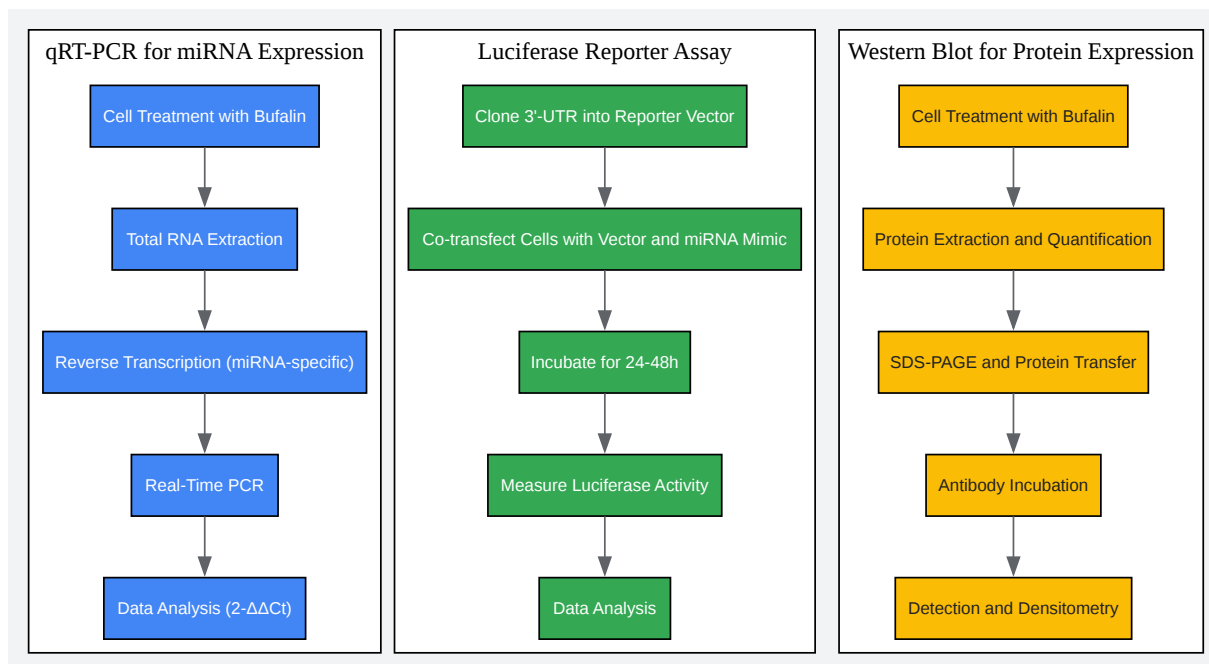 qRT-PCR for miRNA Expression
Cell Treatment with Bufalin
Total RNA Extraction
Reverse Transcription (miRNA-specific)
Real-Time PCR
Data Analysis (2-ΔΔCt)
Luciferase Reporter Assay
Clone 3'-UTR into Reporter Vector
Co-transfect Cells with Vector and miRNA Mimic
Incubate for 24-48h
Measure Luciferase Activity
Data Analysis
Western Blot for Protein Expression
Cell Treatment with Bufalin
Protein Extraction and Quantification
SDS-PAGE and Protein Transfer
Antibody Incubation
Detection and Densitometry